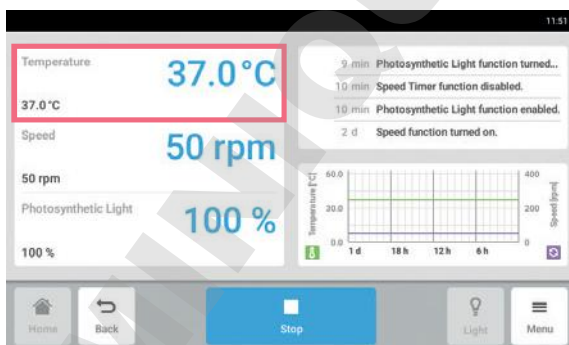 11:51
Temperature
37.0°C
37.0°C
Speed
50 rpm
50 rpm
Photosynthetic Light
100 %
100 %
9 min Photosynthetic Light function turned...
10 min Speed Timer function disabled.
10 min Photosynthetic Light function enabled.
2 d Speed function turned on.
Temperature [°C]
60.0
20.0
0.0
1 d 18 h 12 h 6 h
400
200
0
Speed [rpm]
Home
Back
Stop
Light
Menu